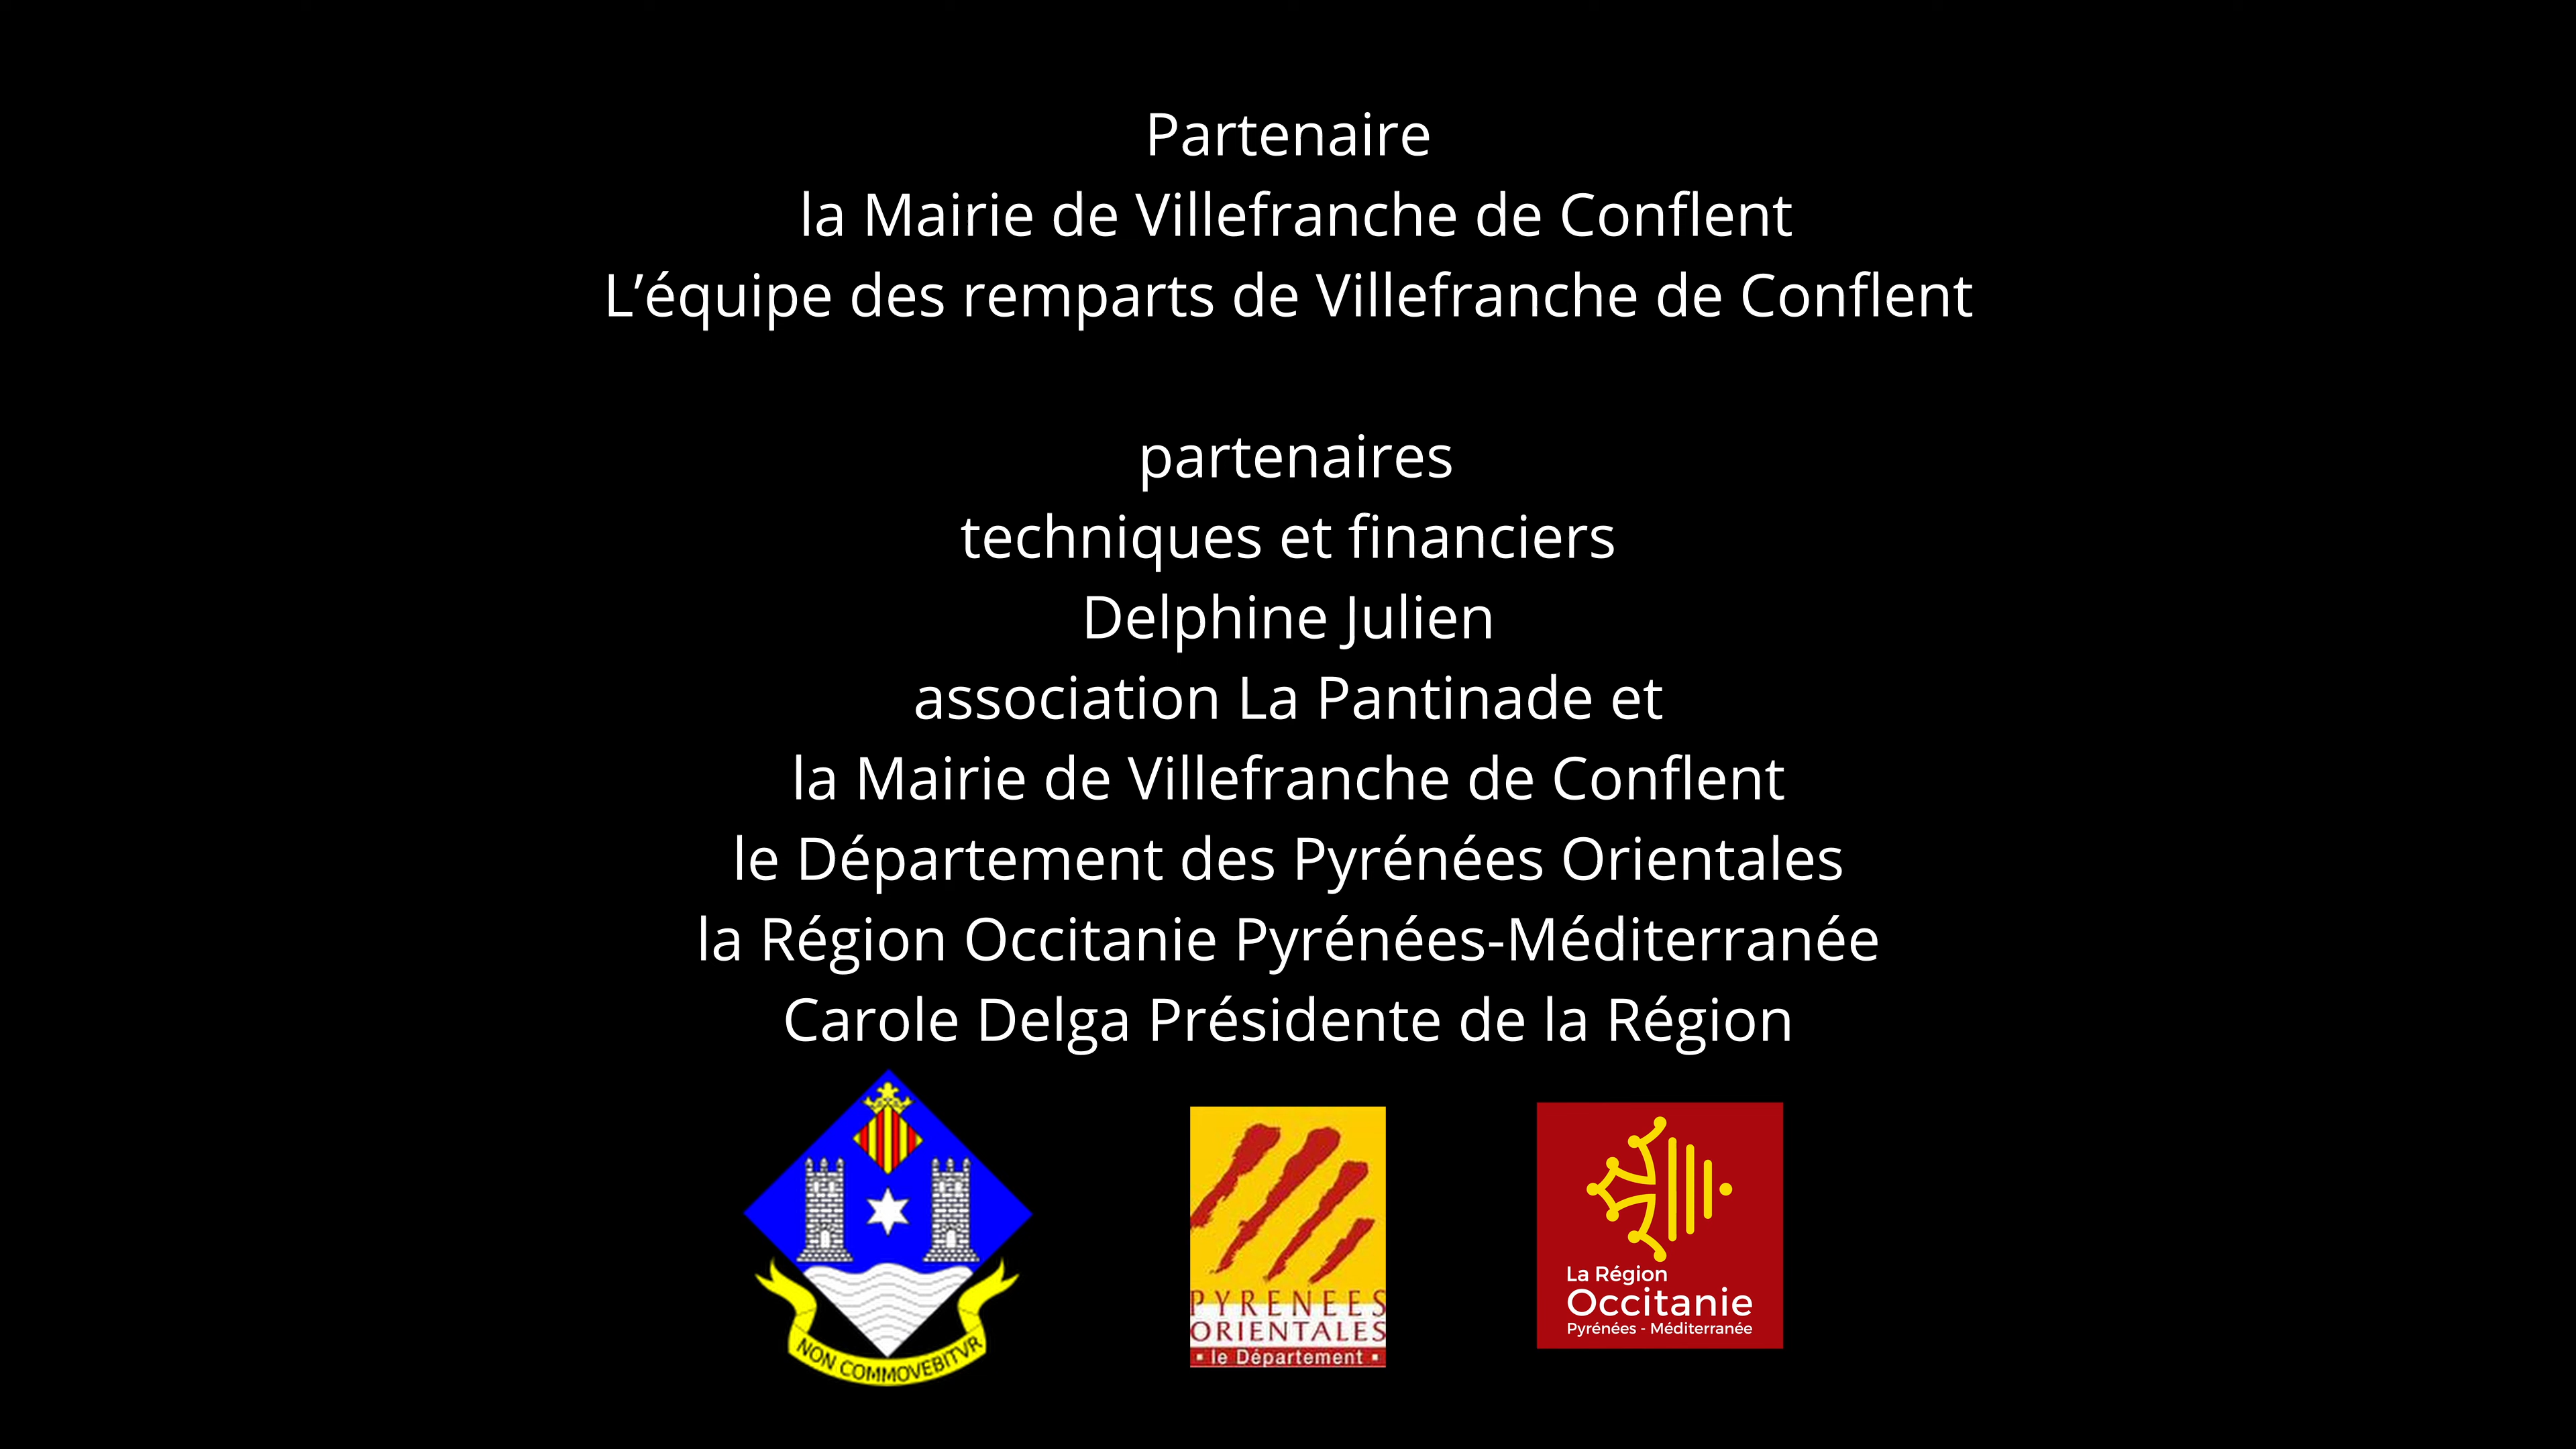 Partenaire
la Mairie de Villefranche de Conflent
L’équipe des remparts de Villefranche de Conflent
partenaires
techniques et financiers
Delphine Julien
association La Pantinade et
la Mairie de Villefranche de Conflent
le Département des Pyrénées Orientales
la Région Occitanie Pyrénées-Méditerranée
Carole Delga Présidente de la Région
NON COMMOVEBITVR
PYRENEES
ORIENTALES
▪ le Département ▪
La Région
Occitanie
Pyrénées - Méditerranée